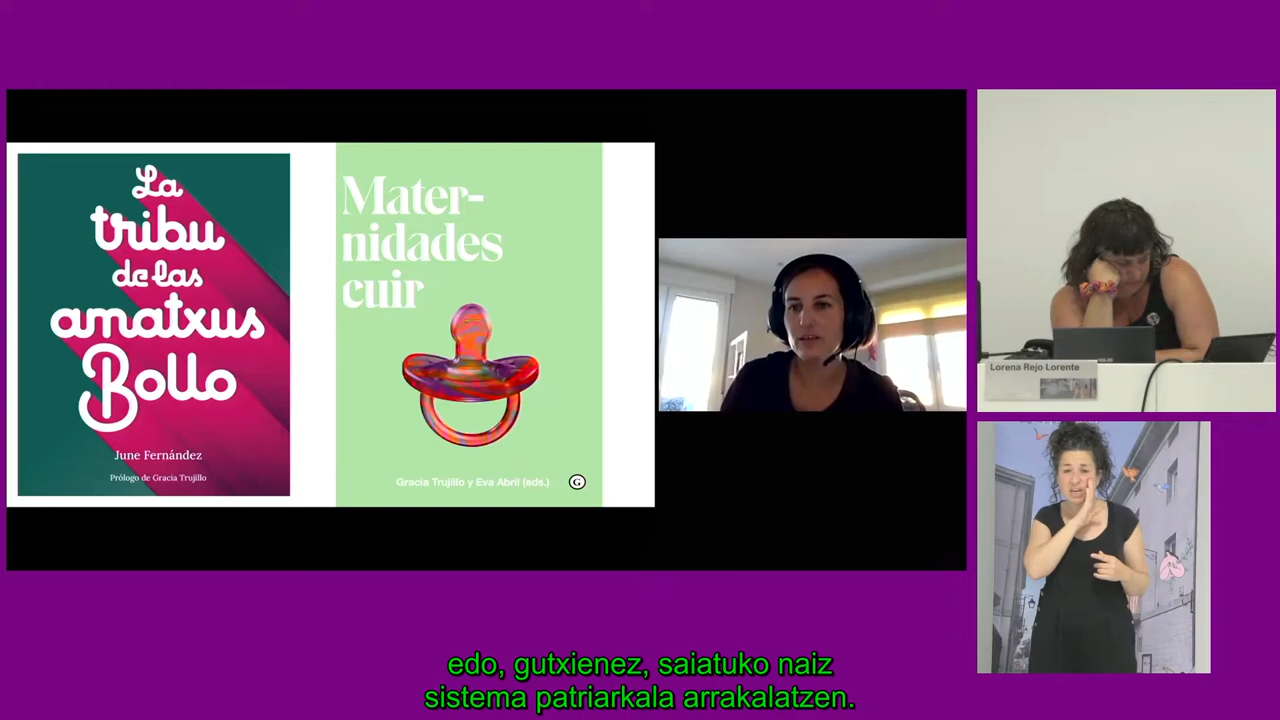 La
tribu
de las
amatxus
Bollo
June Fernández
Prólogo de Gracia Trujillo
Mater-
nidades
cuir
Gracia Trujillo y Eva Abril (eds.)
G
Lorena Rejo Lorente
ASUS
edo, gutxienez, saiatuko naiz
sistema patriarkala arrakalatzen.